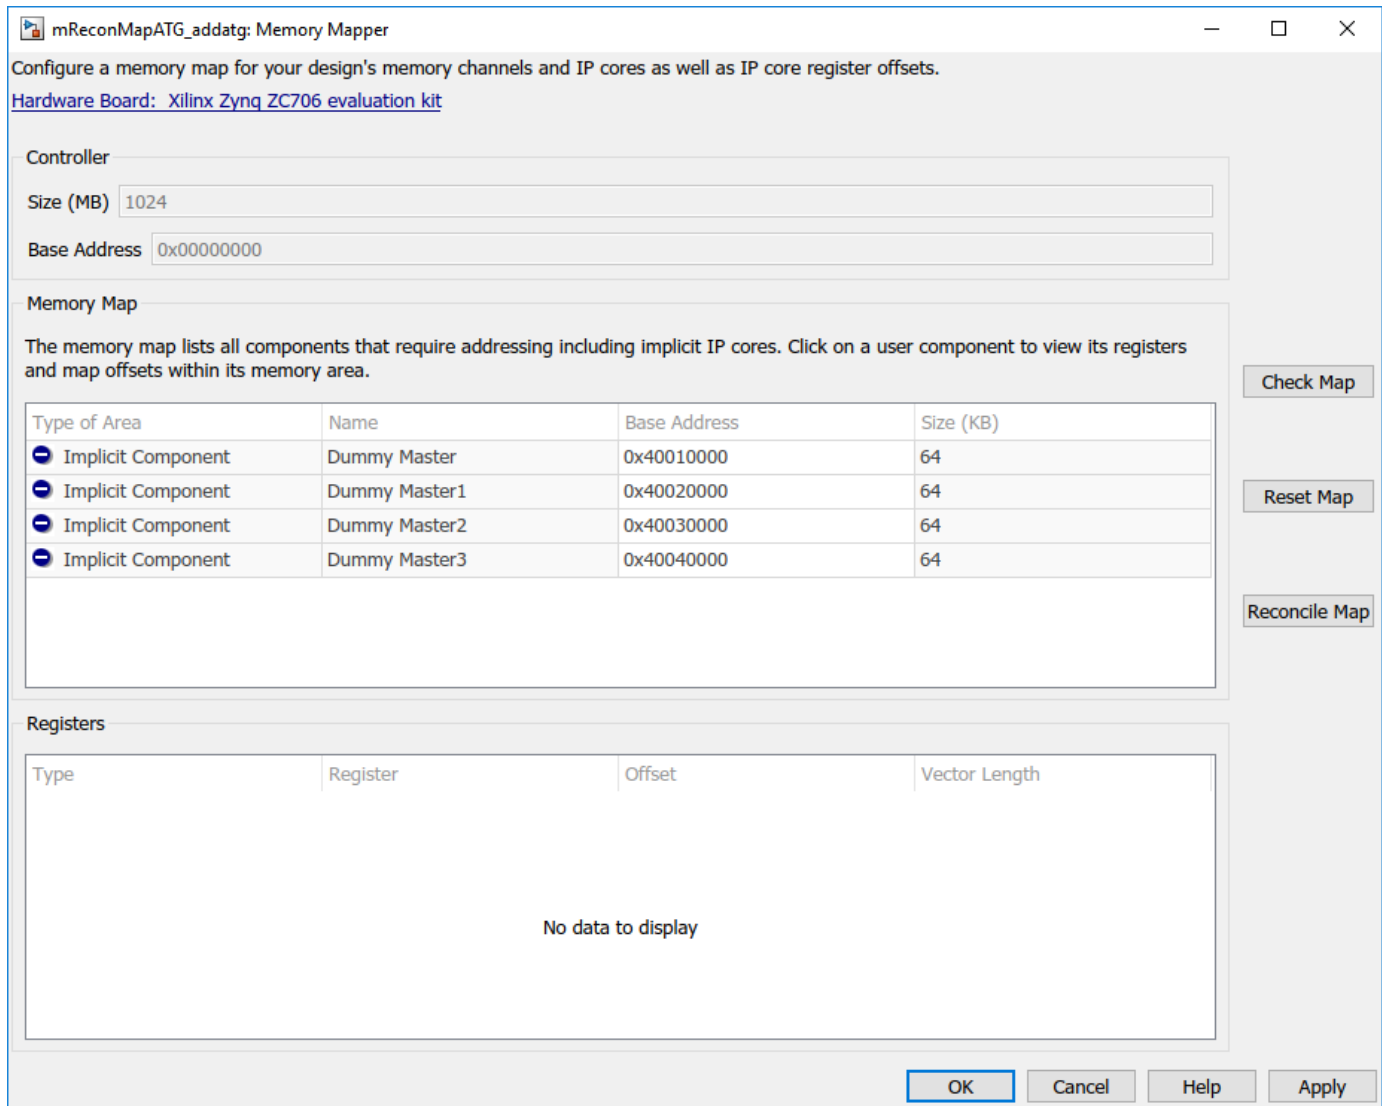 mReconMapATG_addatg: Memory Mapper
Configure a memory map for your design's memory channels and IP cores as well as IP core register offsets.
Hardware Board: Xilinx Zynq ZC706 evaluation kit
Controller
Size (MB) 1024
Base Address 0x00000000
Memory Map
The memory map lists all components that require addressing including implicit IP cores. Click on a user component to view its registers
and map offsets within its memory area.
Check Map
Type of Area Name Base Address Size (KB)
Implicit Component Dummy Master 0x40010000 64
Implicit Component Dummy Master1 0x40020000 64
Reset Map
Implicit Component Dummy Master2 0x40030000 64
Implicit Component Dummy Master3 0x40040000 64
Reconcile Map
Registers
Type Register Offset Vector Length
No data to display
OK Cancel Help Apply